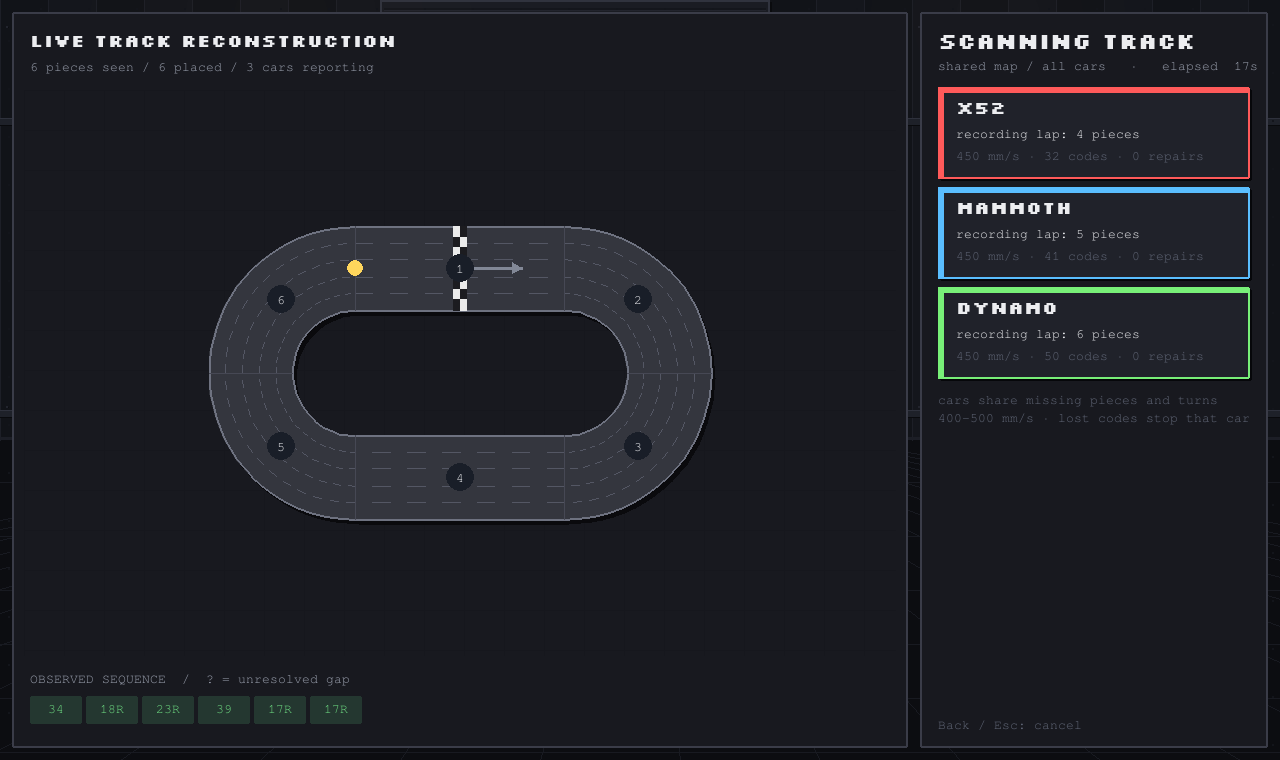 LIVE TRACK RECONSTRUCTION
6 pieces seen / 6 placed / 3 cars reporting
1
6
2
5
3
4
OBSERVED SEQUENCE / ? = unresolved gap
34 18R 23R 39 17R 17R
SCANNING TRACK
shared map / all cars · elapsed 17s
X52
recording lap: 4 pieces
450 mm/s · 32 codes · 0 repairs
MAMMOTH
recording lap: 5 pieces
450 mm/s · 41 codes · 0 repairs
DYNAMO
recording lap: 6 pieces
450 mm/s · 50 codes · 0 repairs
cars share missing pieces and turns
400-500 mm/s · lost codes stop that car
Back / Esc: cancel